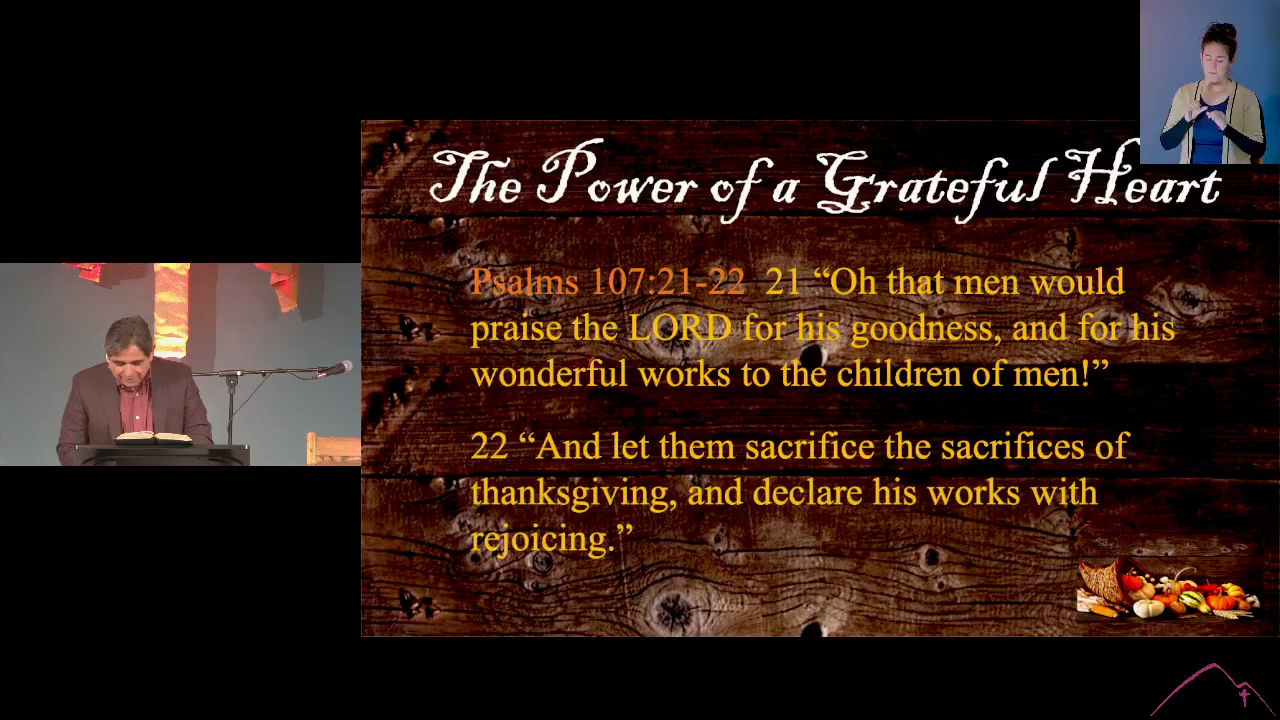 The Power of a Grateful Heart
Psalms 107:21-22 21 “Oh that men would
praise the LORD for his goodness, and for his
wonderful works to the children of men!”
22 “And let them sacrifice the sacrifices of
thanksgiving, and declare his works with
rejoicing.”